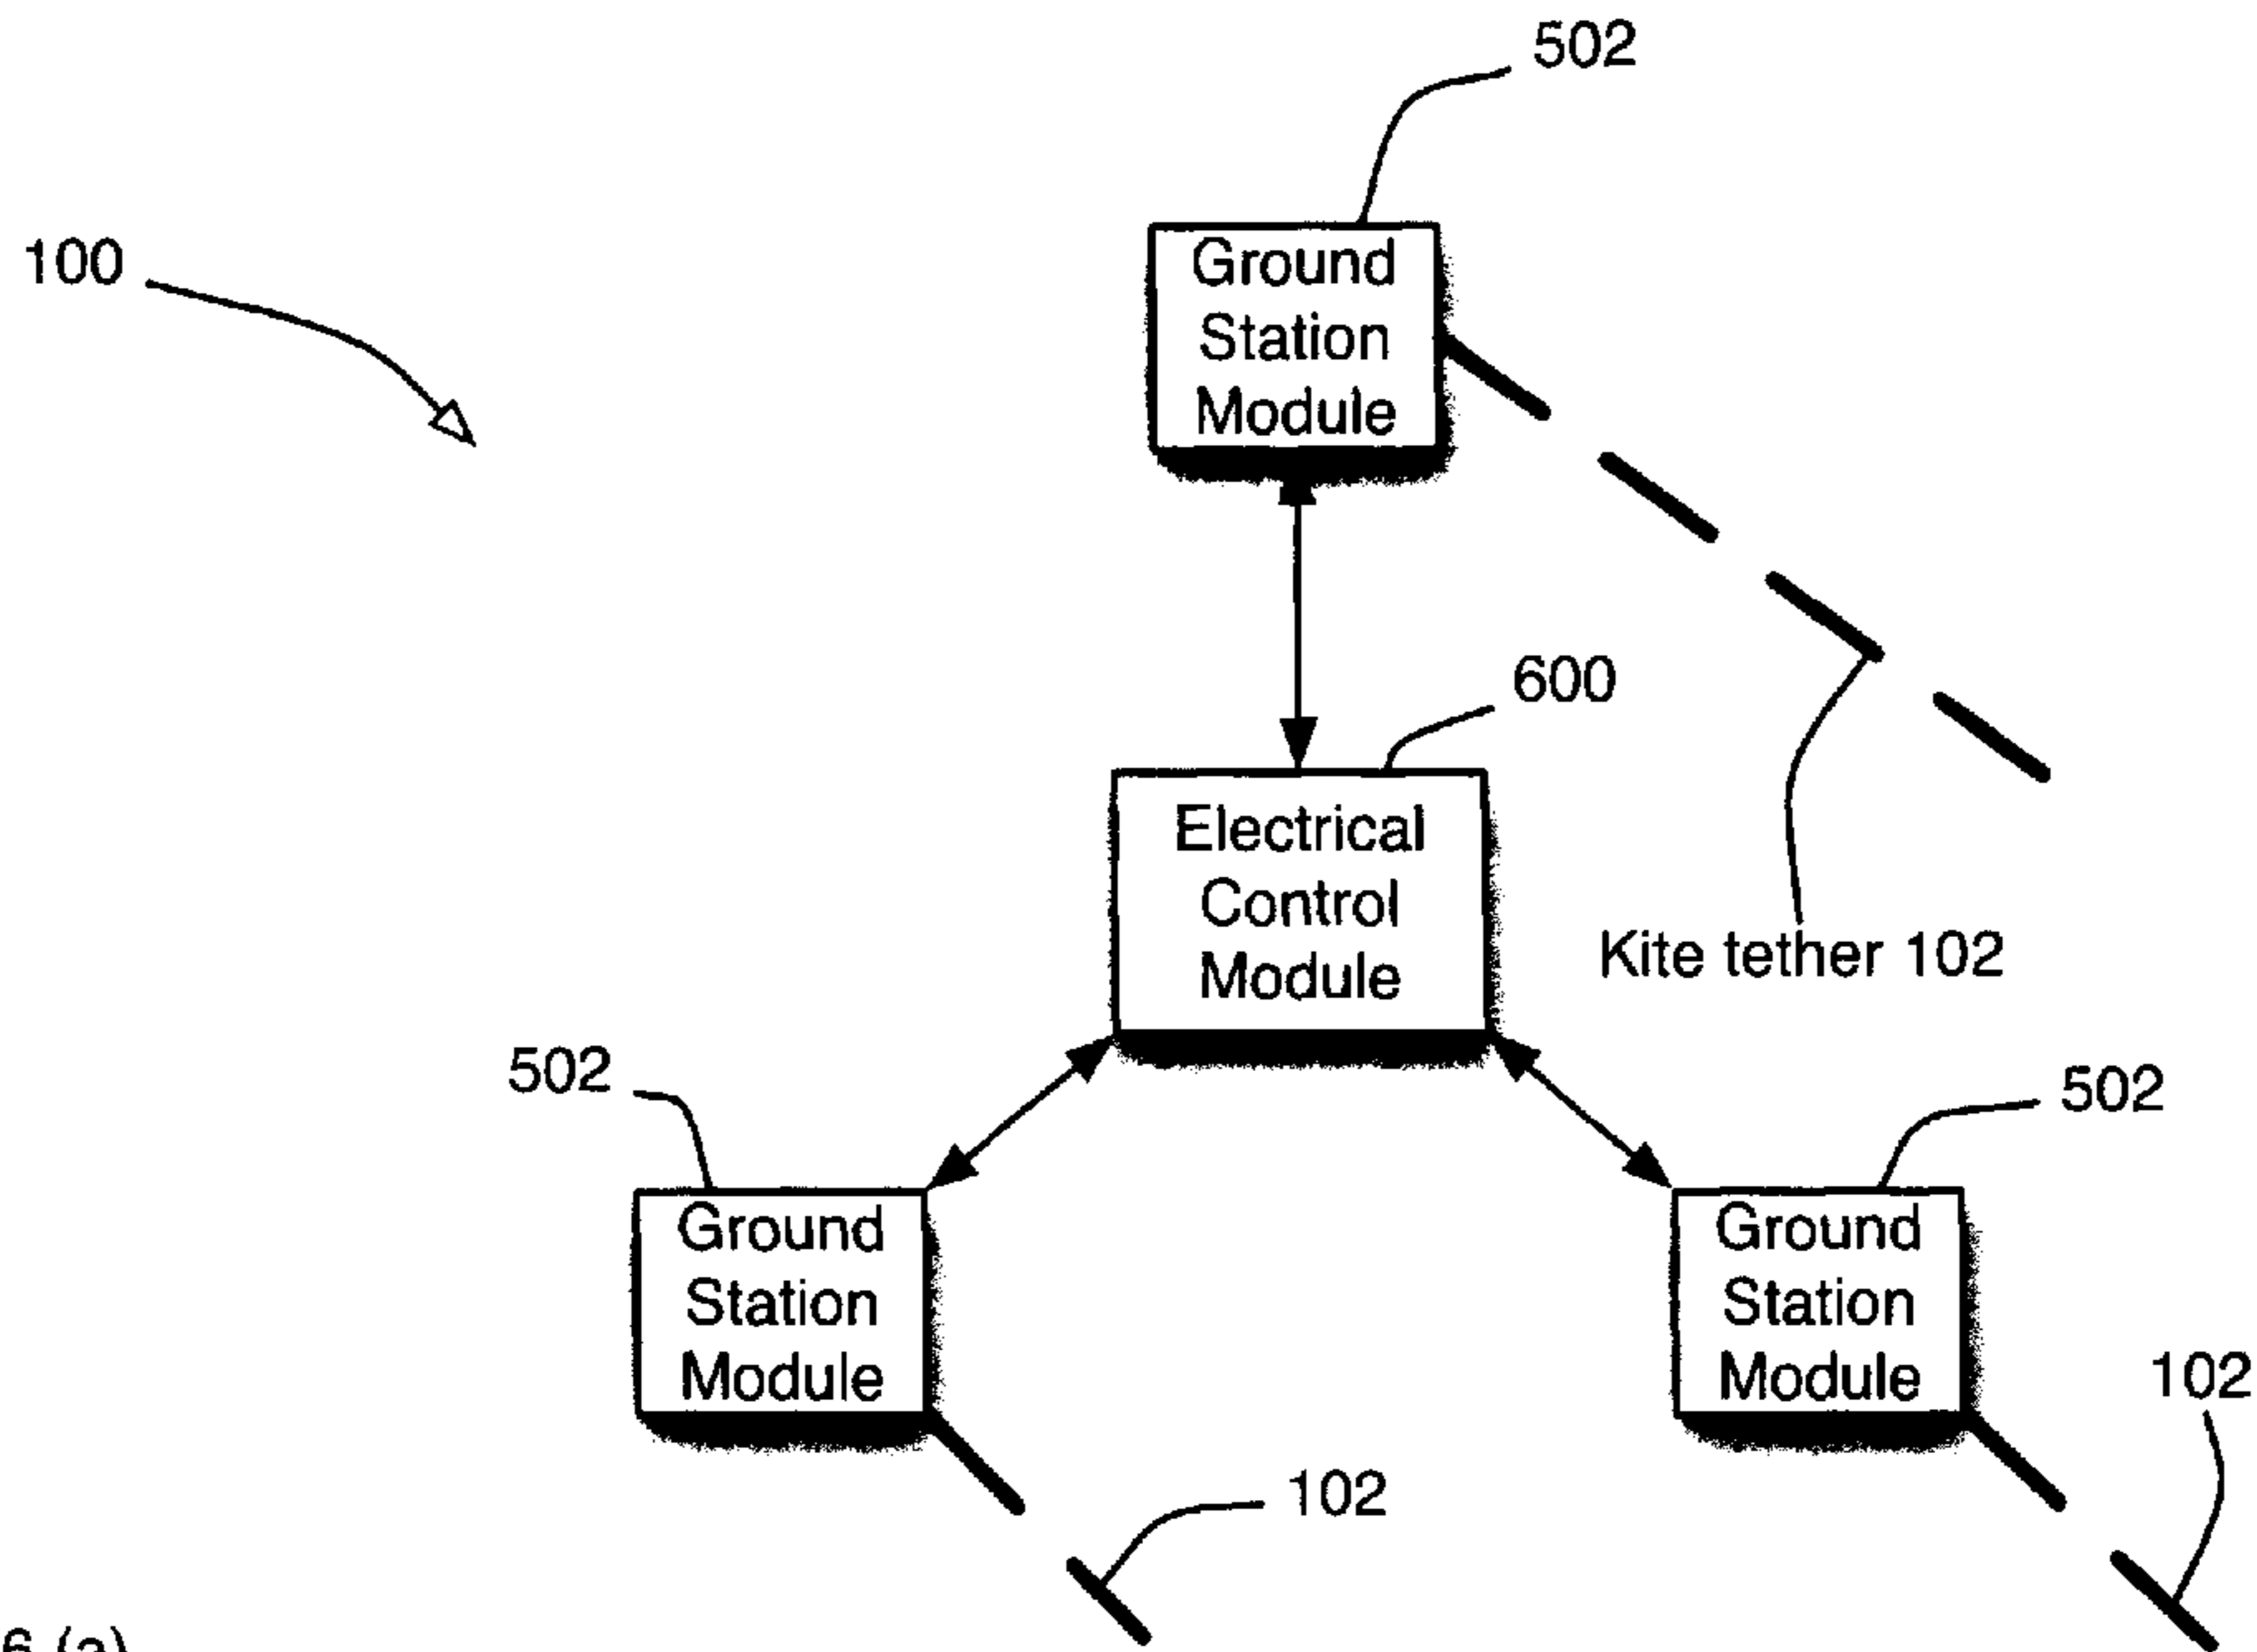 502
100
Ground
Station
Module
600
Electrical
Control
Module
Kite tether 102
502
502
Ground
Station
Module
Ground
Station
Module
102
102
6 (a)